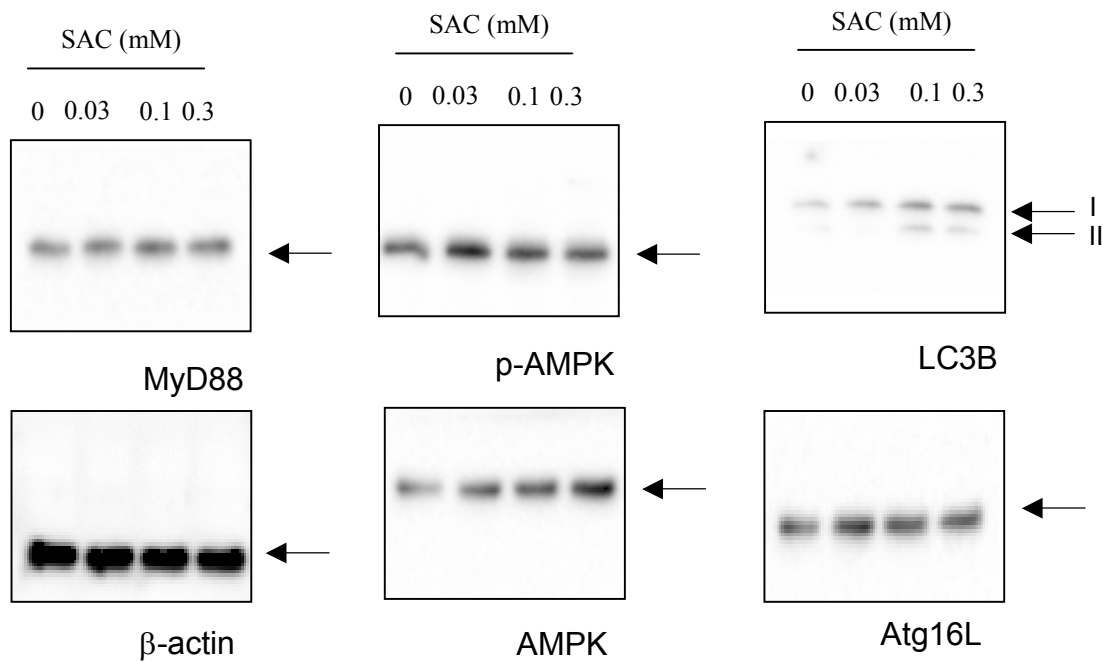 SAC (mM)
0 0.03 0.1 0.3
MyD88
SAC (mM)
0 0.03 0.1 0.3
p-AMPK
SAC (mM)
0 0.03 0.1 0.3
I
II
LC3B
β-actin
AMPK
Atg16L